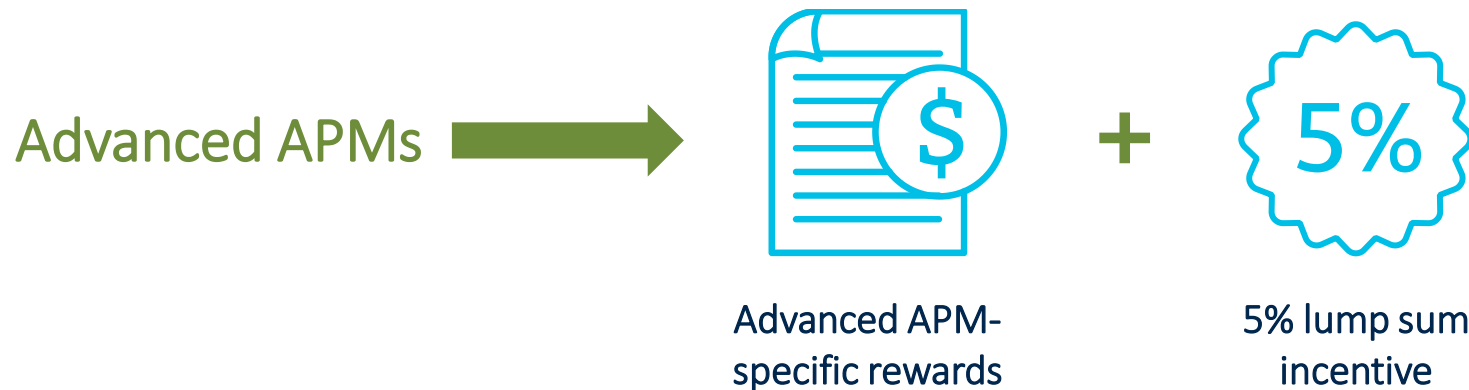 Advanced APMs
$
+
5%
Advanced APM-
specific rewards
5% lump sum
incentive